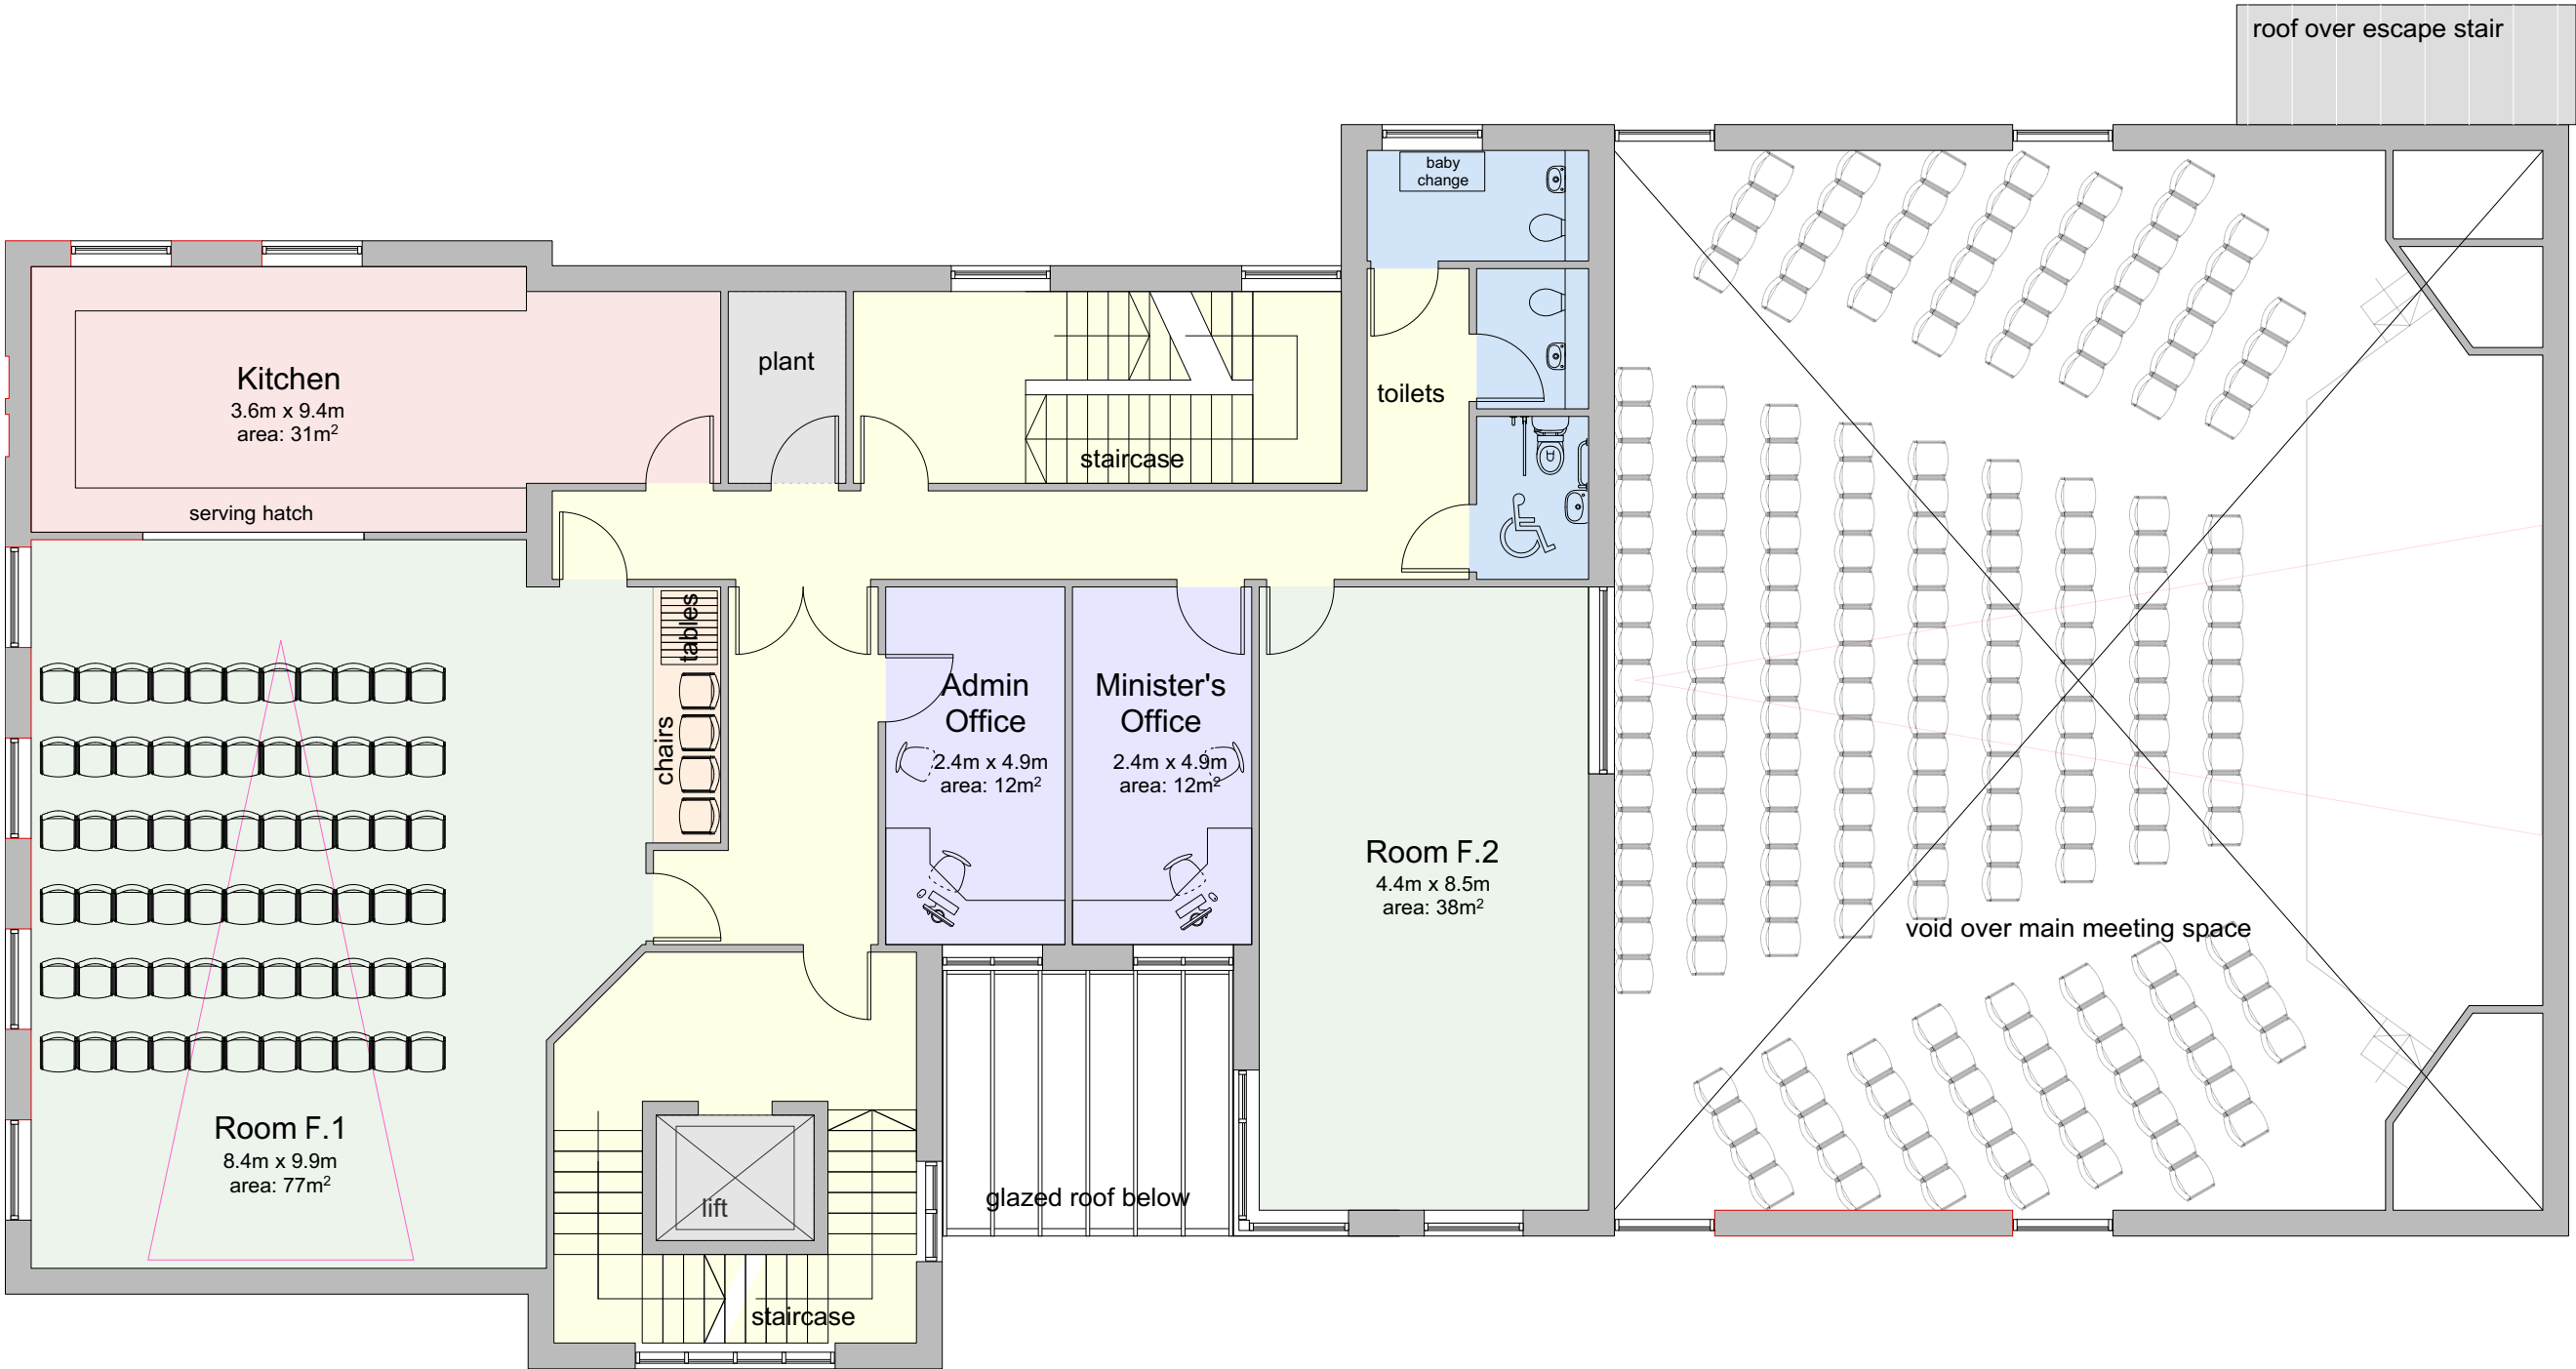 roof over escape stair
baby
change
Kitchen
3.6m x 9.4m
area: 31m²
plant
toilets
staircase
serving hatch
tables
chairs
Admin
Office
2.4m x 4.9m
area: 12m²
Minister's
Office
2.4m x 4.9m
area: 12m²
Room F.2
4.4m x 8.5m
area: 38m²
void over main meeting space
Room F.1
8.4m x 9.9m
area: 77m²
lift
glazed roof below
staircase